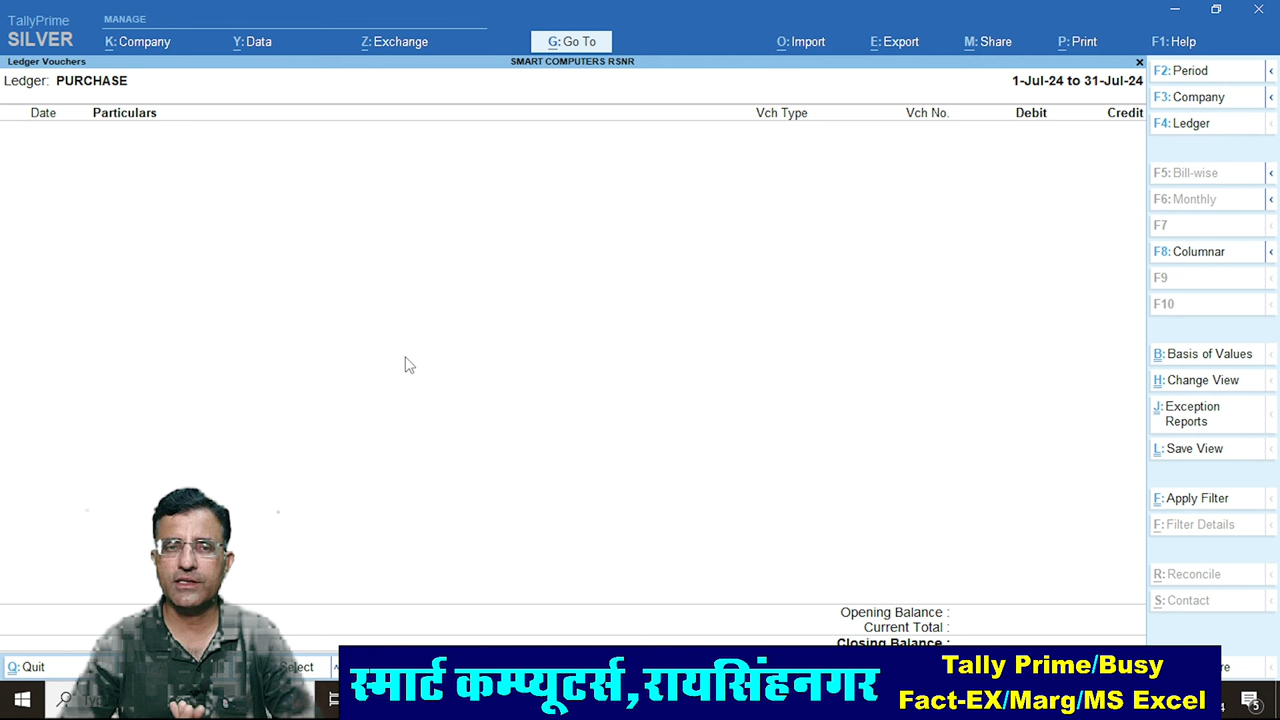 TallyPrime
SILVER
MANAGE
K: Company
Y: Data
Z: Exchange
G: Go To
O: Import
E: Export
M: Share
P: Print
F1: Help
Ledger Vouchers
SMART COMPUTERS RSNR
Ledger: PURCHASE
1-Jul-24 to 31-Jul-24
Date Particulars Vch Type Vch No. Debit Credit
F2: Period
F3: Company
F4: Ledger
F5: Bill-wise
F6: Monthly
F7
F8: Columnar
F9
F10
B: Basis of Values
H: Change View
J: Exception
Reports
L: Save View
F: Apply Filter
F: Filter Details
R: Reconcile
S: Contact
Opening Balance :
Current Total :
Closing Balance :
Q: Quit
स्मार्ट कम्प्यूटर्स,रायसिंहनगर
Tally Prime/Busy
Fact-EX/Marg/MS Excel
5